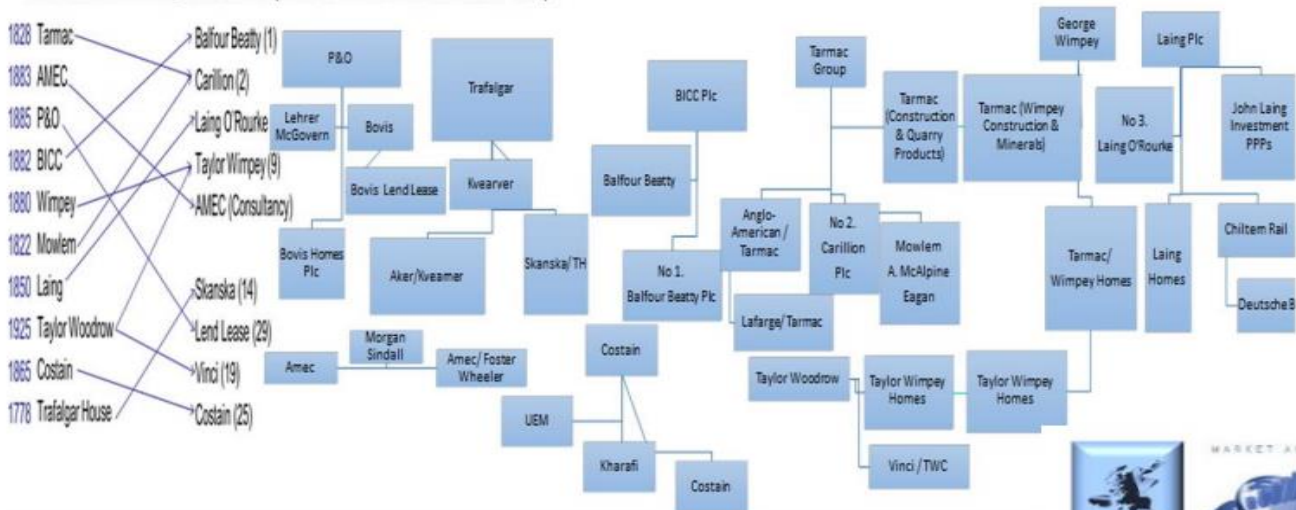 1828 Tarmac
1883 AMEC
1885 P&O
1882 BICC
1880 Wimpey
1822 Mowlem
1850 Laing
1925 Taylor Woodrow
1865 Costain
1778 Trafalgar House
Balfour Beatty (1)
Carillion (2)
Laing O'Rourke
Taylor Wimpey (9)
AMEC (Consultancy)
Skanska (14)
Lend Lease (29)
Vinci (19)
Costain (25)
P&O
Lehrer
McGovern
Bovis
Bovis Lend Lease
Bovis Homes
Plc
Trafalgar
Kvearver
Aker/Kveamer
Skanska/TH
Amec
Morgan
Sindall
Amec/ Foster
Wheeler
BICC Plc
Balfour Beatty
No 1.
Balfour Beatty Plc
Costain
UEM
Kharafi
Costain
Tarmac
Group
Tarmac
(Construction
& Quarry
Products)
Tarmac (Wimpey
Construction &
Minerals)
Anglo-
American /
Tarmac
No 2.
Carillion
Plc
Mowlem
A. McAlpine
Eagan
Lafarge/Tarmac
Taylor Woodrow
Taylor Wimpey
Homes
Taylor Wimpey
Homes
Vinci / TWC
George
Wimpey
Tarmac/
Wimpey Homes
Laing Plc
No 3.
Laing O'Rourke
John Laing
Investment
PPPs
Laing
Homes
Chiltern Rail
Deutsche B
MARKET A